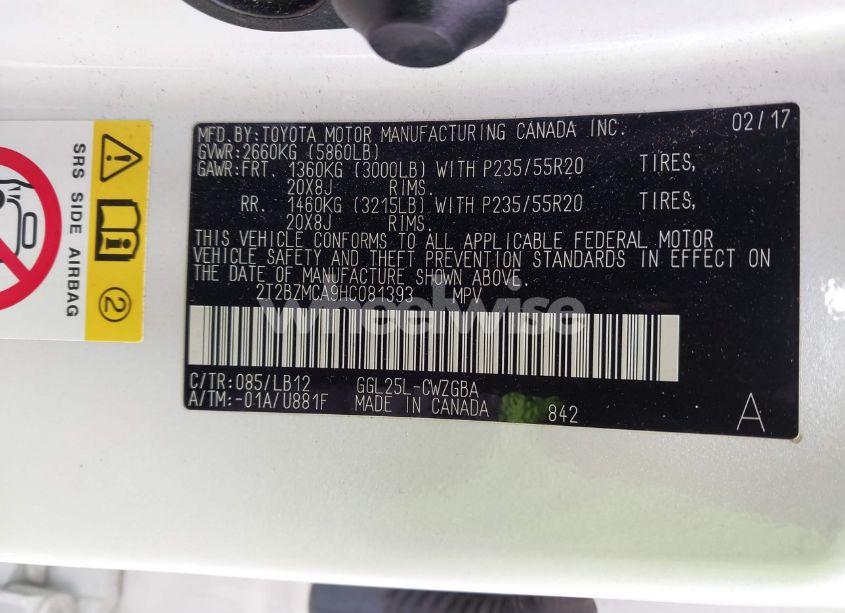 MFD.BY:TOYOTA MOTOR MANUFACTURING CANADA INC. 02/17
GVWR:2660KG (5860LB)
GAWR:FRT. 1360KG (3000LB) WITH P235/55R20 TIRES,
20X8J RIMS.
RR. 1460KG (3215LB) WITH P235/55R20 TIRES,
20X8J RIMS.
THIS VEHICLE CONFORMS TO ALL APPLICABLE FEDERAL MOTOR
VEHICLE SAFETY AND THEFT PREVENTION STANDARDS IN EFFECT ON
THE DATE OF MANUFACTURE SHOWN ABOVE.
2T2BZMCA9HC081393 MPV
wheelwise
C/TR:085/LB12 GGL25L-CWZGBA
A/TM:-01A/U881F MADE IN CANADA 842 A
SRS SIDE AIRBAG
2